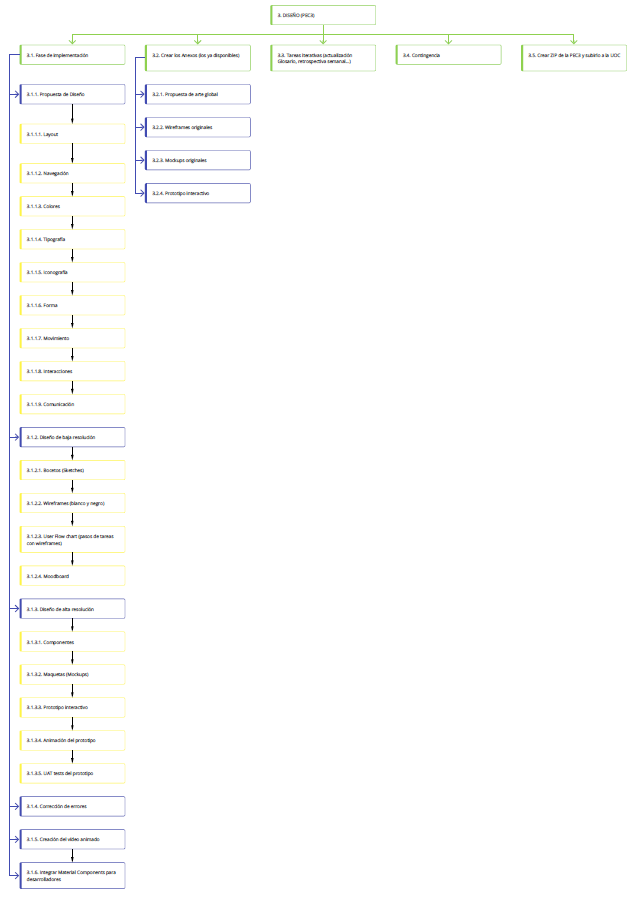 3. DISEÑO (PEC3)
3.1. Fase de implementación
3.2. Crear los Anexos (los ya disponibles)
3.3. Tareas Iterativas (actualización
Glosario, retrospectiva semanal...)
3.4. Contingencia
3.5. Crear ZIP de la PEC3 y subirlo a la UOC
3.1.1. Propuesta de Diseño
3.1.1.1. Layout
3.1.1.2. Navegación
3.1.1.3. Colores
3.1.1.4. Tipografía
3.1.1.5. Iconografía
3.1.1.6. Forma
3.1.1.7. Movimiento
3.1.1.8. Interacciones
3.1.1.9. Comunicación
3.1.2. Diseño de baja resolución
3.1.2.1. Bocetos (Sketches)
3.1.2.2. Wireframes (blanco y negro)
3.1.2.3. User Flow chart (pasos de tareas
con wireframes)
3.1.2.4. Moodboard
3.1.3. Diseño de alta resolución
3.1.3.1. Componentes
3.1.3.2. Maquetas (Mockups)
3.1.3.3. Prototipo interactivo
3.1.3.4. Animación del prototipo
3.1.3.5. UAT tests del prototipo
3.1.4. Corrección de errores
3.1.5. Creación del vídeo animado
3.1.6. Integrar Material Components para
desarrolladores
3.2.1. Propuesta de arte global
3.2.2. Wireframes originales
3.2.3. Mockups originales
3.2.4. Prototipo interactivo